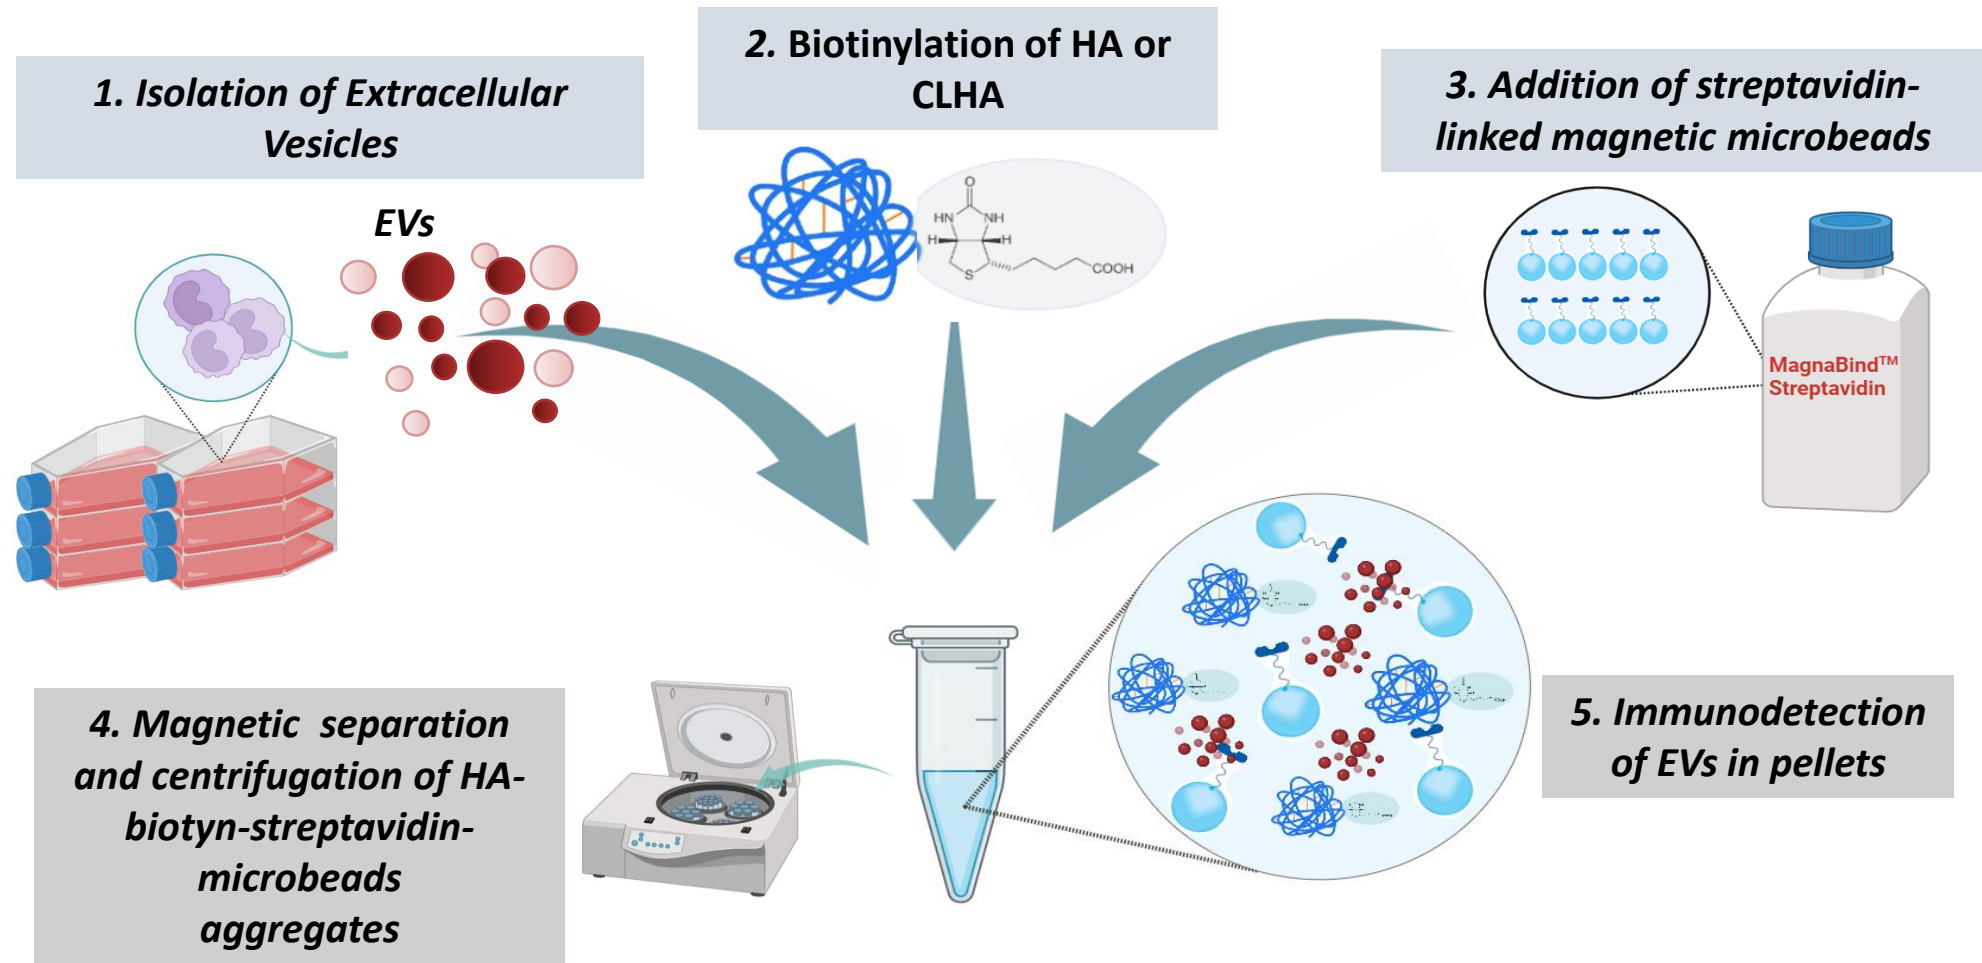 1. Isolation of Extracellular
Vesicles
2. Biotinylation of HA or
CLHA
3. Addition of streptavidin-
linked magnetic microbeads
EVs
O
HN
NH
H
H
S
COOH
MagnaBind™
Streptavidin
4. Magnetic separation
and centrifugation of HA-
biotyn-streptavidin-
microbeads
aggregates
5. Immunodetection
of EVs in pellets